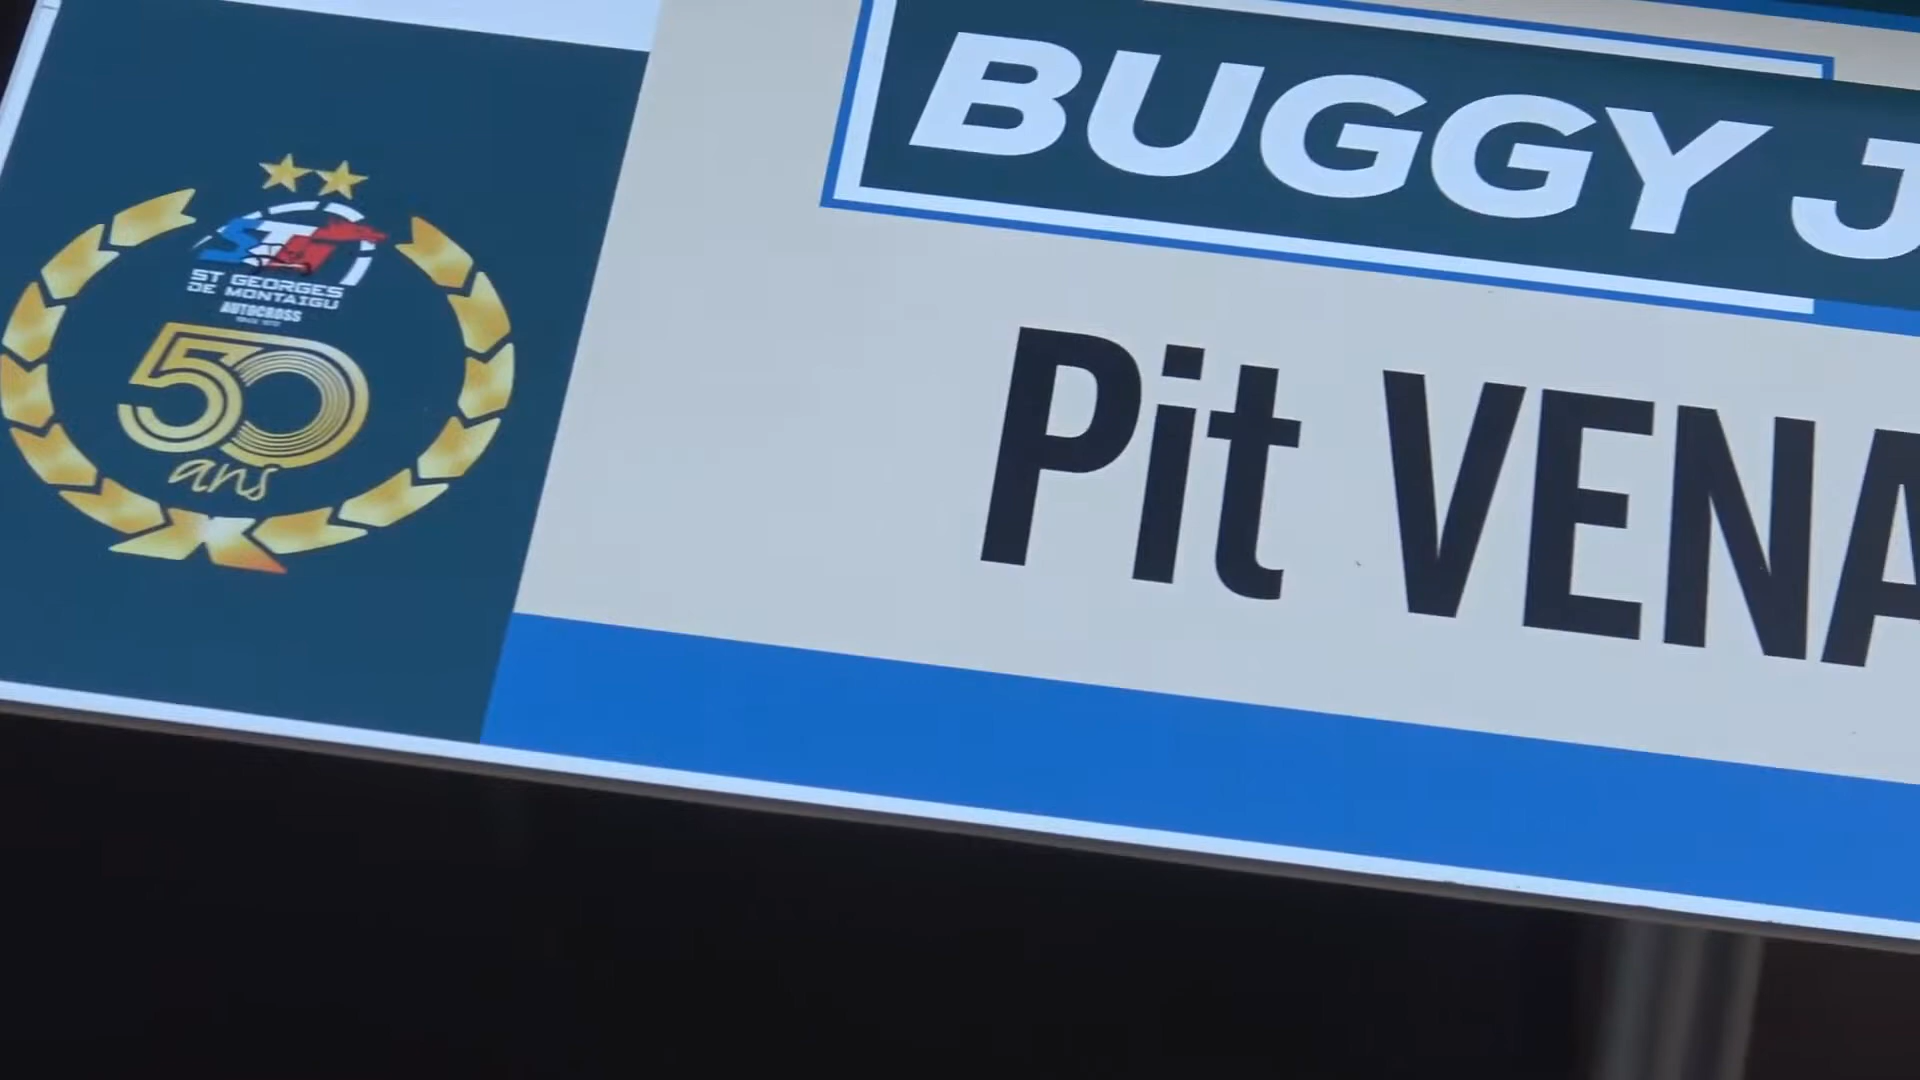 BUGGY J
Pit VENA
ST GEORGES
DE MONTAIGU
AUTOCROSS
50
ans